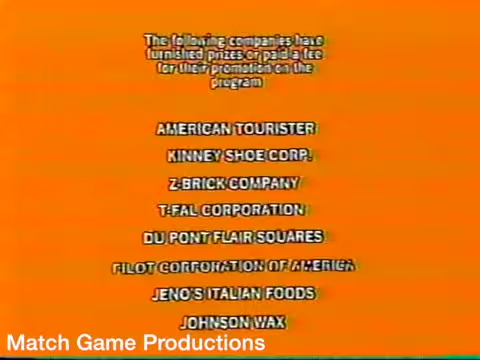 The following companies have
furnished prizes or paid a fee
for their promotion on the
program
AMERICAN TOURISTER
KINNEY SHOE CORP.
Z-BRICK COMPANY
T-FAL CORPORATION
DU PONT FLAIR SQUARES
PILOT CORPORATION OF AMERICA
JENO'S ITALIAN FOODS
JOHNSON WAX
Match Game Productions